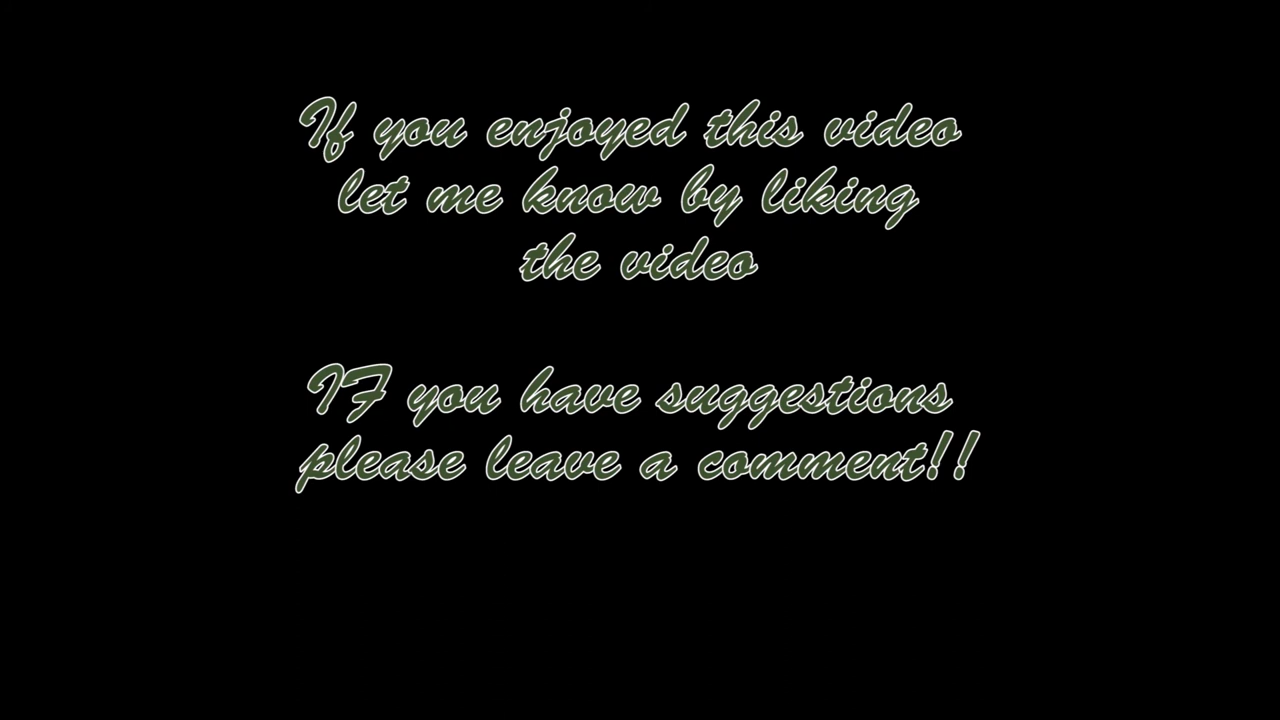 If you enjoyed this video
let me know by liking
the video
IF you have suggestions
please leave a comment!!